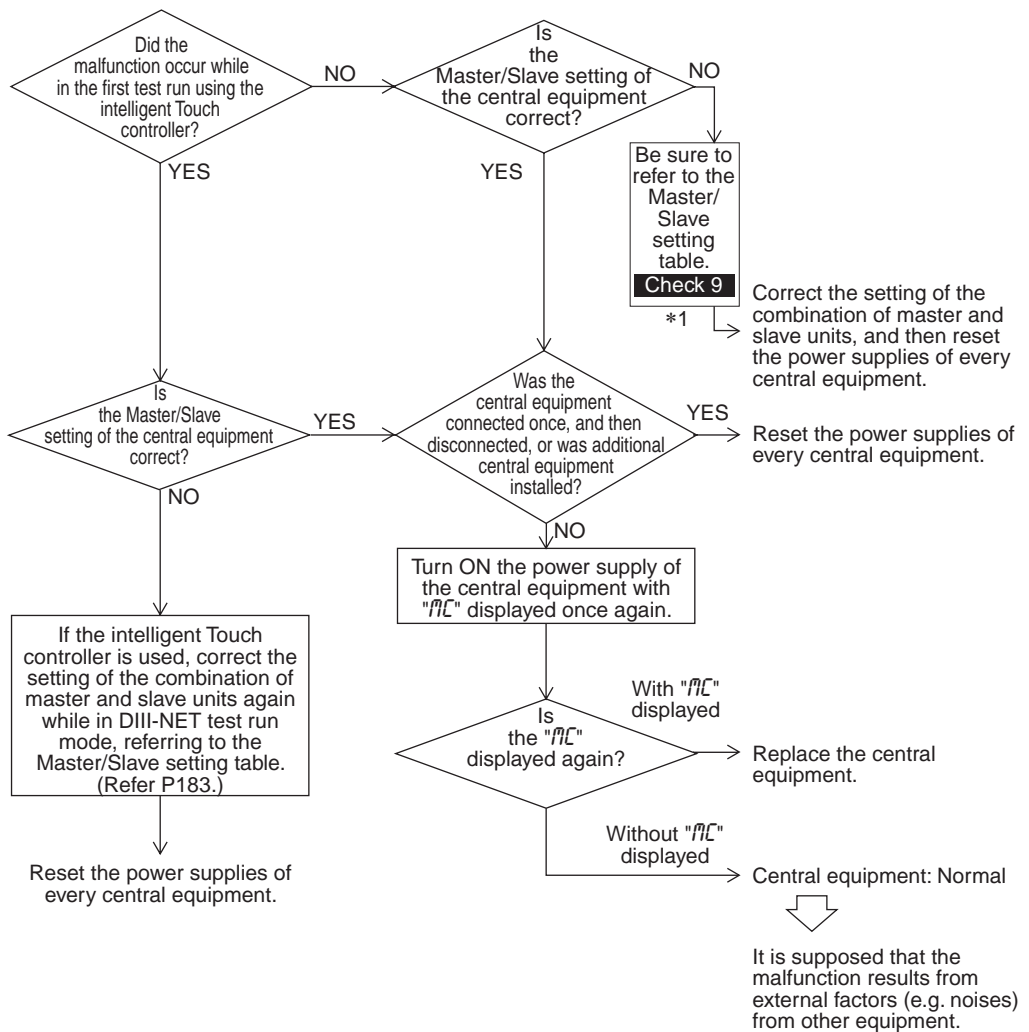 Did the
malfunction occur while
in the first test run using the
intelligent Touch
controller?
NO
Is
the
Master/Slave setting of
the central equipment
correct?
NO
YES
YES
Be sure to
refer to the
Master/
Slave
setting
table.
Check 9
*1
Correct the setting of the
combination of master and
slave units, and then reset
the power supplies of every
central equipment.
Is
the Master/Slave
setting of the central equipment
correct?
YES
Was the
central equipment
connected once, and then
disconnected, or was additional
central equipment
installed?
YES
Reset the power supplies of
every central equipment.
NO
NO
Turn ON the power supply of
the central equipment with
"MC" displayed once again.
If the intelligent Touch
controller is used, correct the
setting of the combination of
master and slave units again
while in DIII-NET test run
mode, referring to the
Master/Slave setting table.
(Refer P183.)
Reset the power supplies of
every central equipment.
Is
the "MC"
displayed again?
With "MC"
displayed
Replace the central
equipment.
Without "MC"
displayed
Central equipment: Normal
It is supposed that the
malfunction results from
external factors (e.g. noises)
from other equipment.